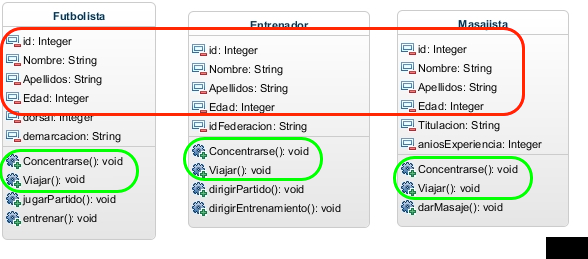 Futbolista
id: Integer
Nombre: String
Apellidos: String
Edad: Integer
dorsal: Integer
demarcacion: String
Concentrarse(): void
Viajar(): void
jugarPartido(): void
entrenar(): void
Entrenador
id: Integer
Nombre: String
Apellidos: String
Edad: Integer
idFederacion: String
Concentrarse(): void
Viajar(): void
dirigirPartido(): void
dirigirEntrenamiento(): void
Masajista
id: Integer
Nombre: String
Apellidos: String
Edad: Integer
Titulacion: String
aniosExperiencia: Integer
Concentrarse(): void
Viajar(): void
darMasaje(): void